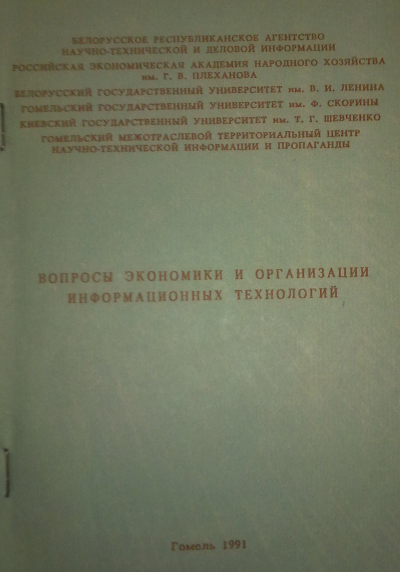 БЕЛОРУССКОЕ РЕСПУБЛИКАНСКОЕ АГЕНТСТВО
НАУЧНО-ТЕХНИЧЕСКОЙ И ДЕЛОВОЙ ИНФОРМАЦИИ
РОССИЙСКАЯ ЭКОНОМИЧЕСКАЯ АКАДЕМИЯ НАРОДНОГО ХОЗЯЙСТВА
им. Г. В. ПЛЕХАНОВА
БЕЛОРУССКИЙ ГОСУДАРСТВЕННЫЙ УНИВЕРСИТЕТ им. В. И. ЛЕНИНА
ГОМЕЛЬСКИЙ ГОСУДАРСТВЕННЫЙ УНИВЕРСИТЕТ им. Ф. СКОРИНЫ
КИЕВСКИЙ ГОСУДАРСТВЕННЫЙ УНИВЕРСИТЕТ им. Т. Г. ШЕВЧЕНКО
ГОМЕЛЬСКИЙ МЕЖОТРАСЛЕВОЙ ТЕРРИТОРИАЛЬНЫЙ ЦЕНТР
НАУЧНО-ТЕХНИЧЕСКОЙ ИНФОРМАЦИИ И ПРОПАГАНДЫ
ВОПРОСЫ ЭКОНОМИКИ И ОРГАНИЗАЦИИ
ИНФОРМАЦИОННЫХ ТЕХНОЛОГИЙ
Гомель 1991